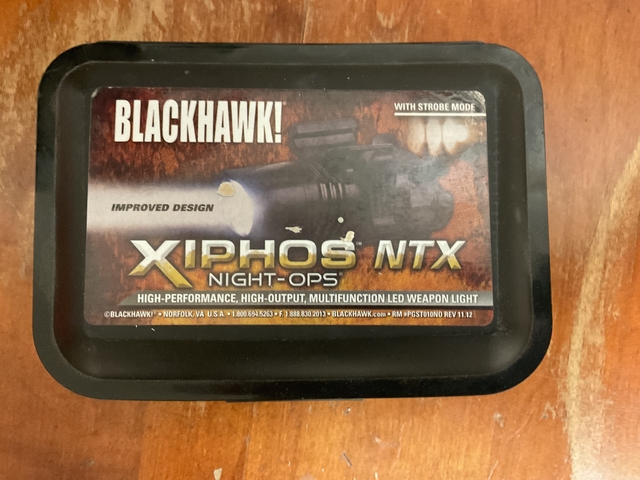 BLACKHAWK!
WITH STROBE MODE
IMPROVED DESIGN
XIPHOS™ NTX
NIGHT-OPS®
HIGH-PERFORMANCE, HIGH-OUTPUT, MULTIFUNCTION LED WEAPON LIGHT
©BLACKHAWK! • NORFOLK, VA U.S.A. • 1.800.694.5263 • F. 1.888.830.2013 • BLACKHAWK.com • RM #PGST010NO REV 11.12